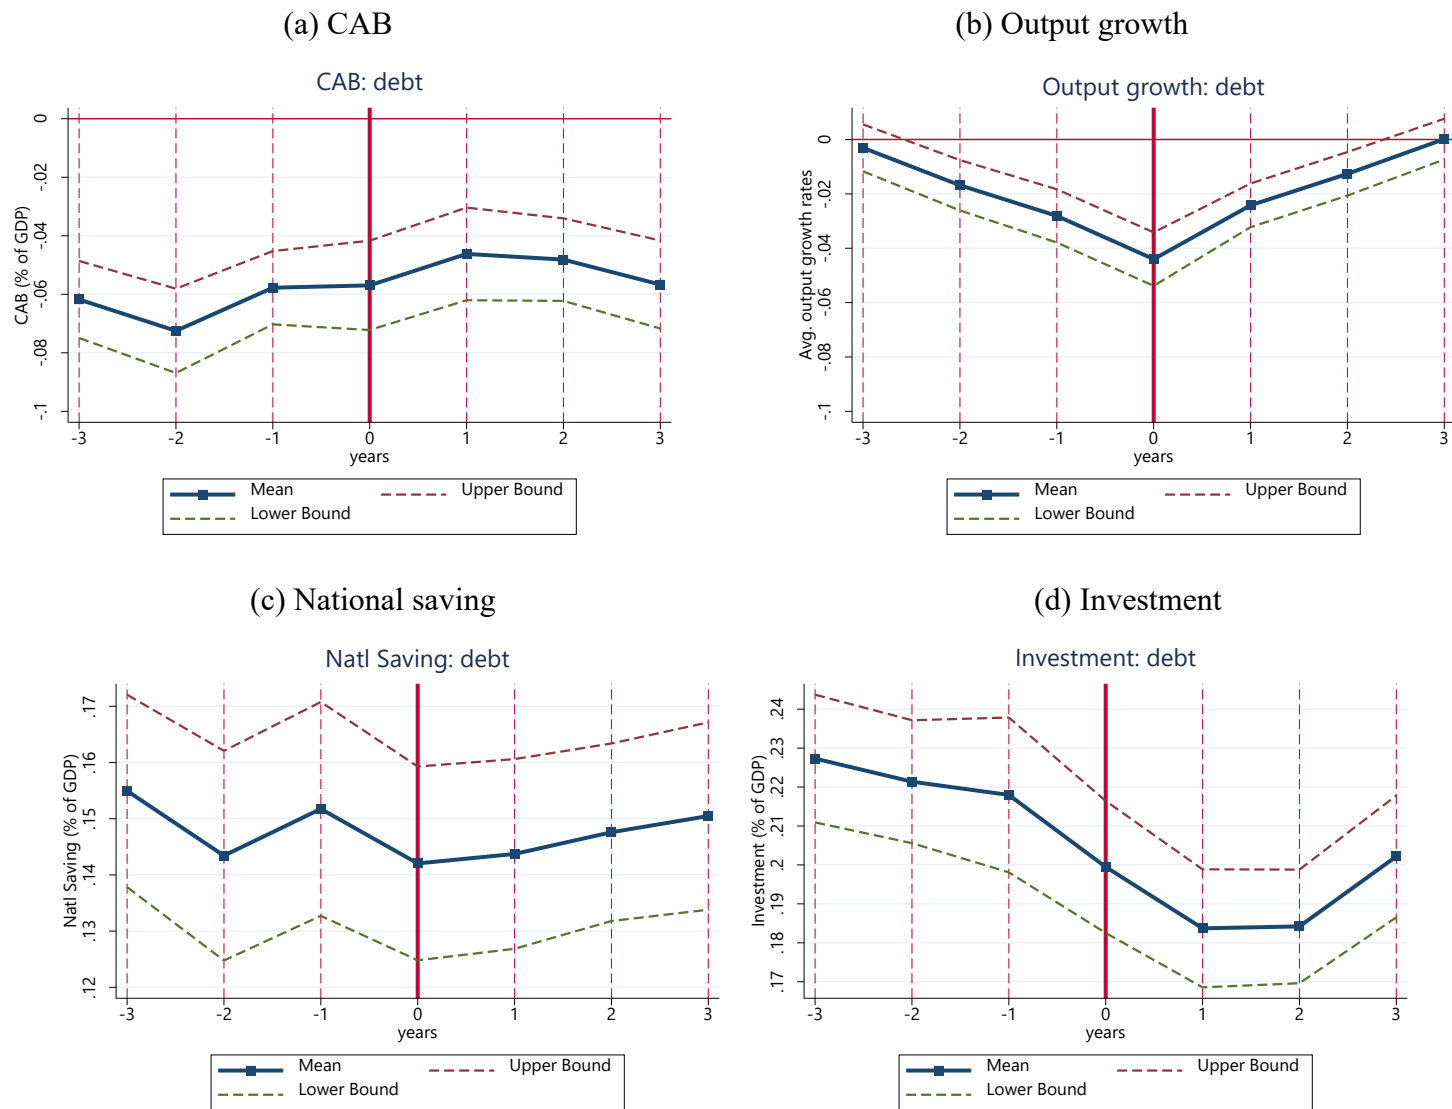 (a) CAB
CAB: debt
CAB (% of GDP)
0
-.02
-.04
-.06
-.08
-.1
-3 -2 -1 0 1 2 3
years
Mean Upper Bound
Lower Bound
(b) Output growth
Output growth: debt
Avg. output growth rates
0
-.02
-.04
-.06
-.08
-.1
-3 -2 -1 0 1 2 3
years
Mean Upper Bound
Lower Bound
(c) National saving
Natl Saving: debt
Natl Saving (% of GDP)
.17
.16
.15
.14
.13
.12
-3 -2 -1 0 1 2 3
years
Mean Upper Bound
Lower Bound
(d) Investment
Investment: debt
Investment (% of GDP)
.24
.23
.22
.21
.2
.19
.18
.17
-3 -2 -1 0 1 2 3
years
Mean Upper Bound
Lower Bound